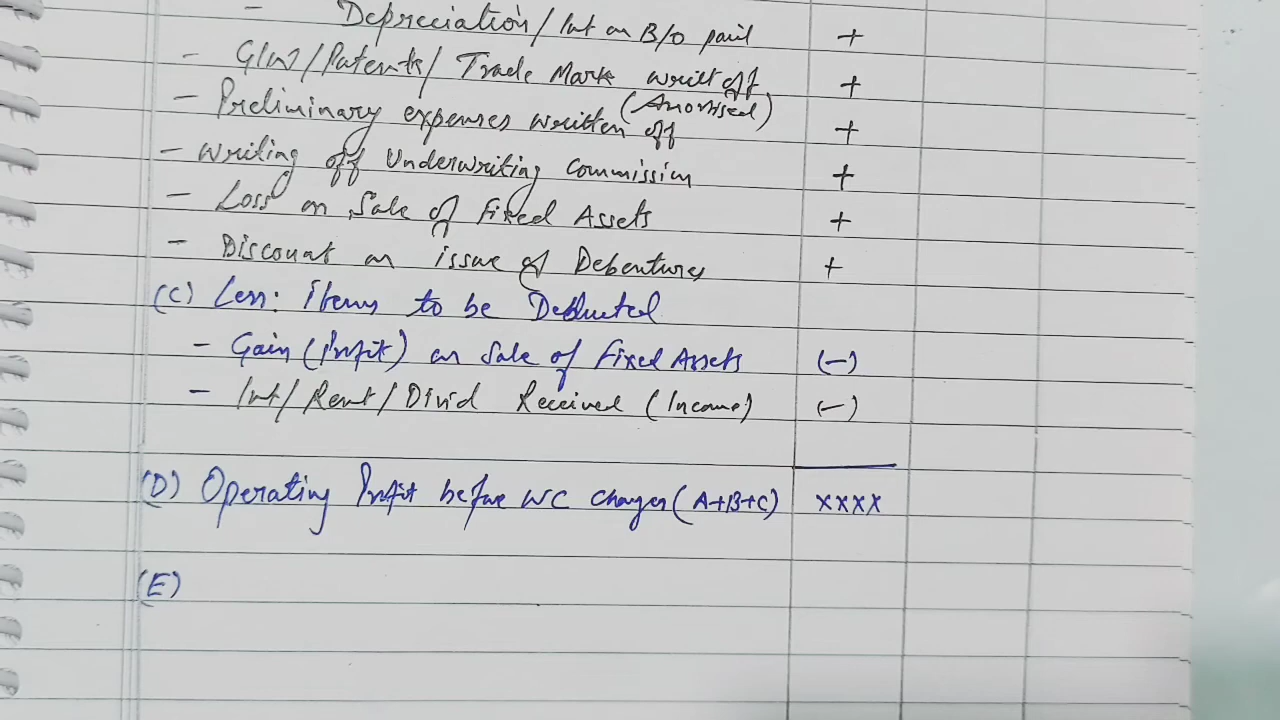 - Depreciation/Int on B/O paid +
- G/W/Patents/Trade Mark writt off +
(Amortised)
- Preliminary expenses written off +
- Writing off Underwriting Commission +
- Loss on Sale of Fixed Assets +
- Discount on issue of Debentures +
(C) Less: Items to be Deducted
- Gain (Profit) on Sale of Fixed Assets (-)
- Int/Rent/Divid Received (Income) (-)
(D) Operating Profit before WC changes (A+B+C) xxxx
(E)